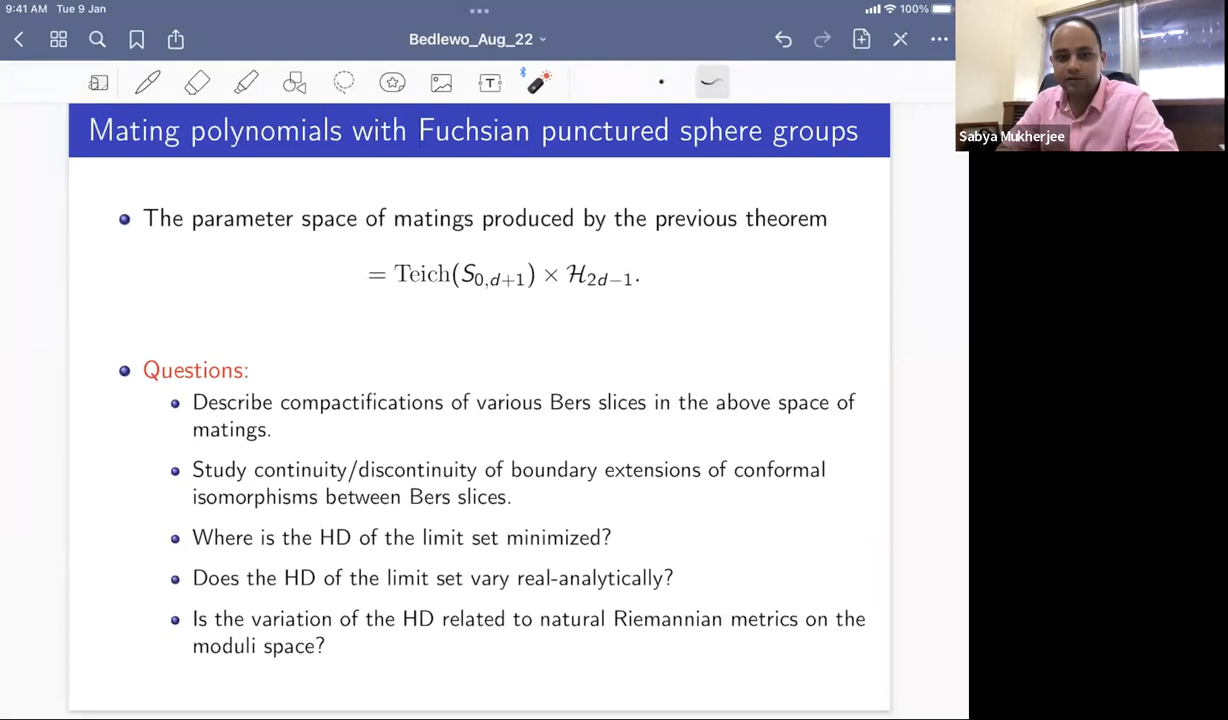 9:41 AM Tue 9 Jan
100%
Bedlewo_Aug_22
T
Sabya Mukherjee
Mating polynomials with Fuchsian punctured sphere groups
The parameter space of matings produced by the previous theorem
= Teich(S_{0,d+1}) × \mathcal{H}_{2d−1}.
Questions:
Describe compactifications of various Bers slices in the above space of
matings.
Study continuity/discontinuity of boundary extensions of conformal
isomorphisms between Bers slices.
Where is the HD of the limit set minimized?
Does the HD of the limit set vary real-analytically?
Is the variation of the HD related to natural Riemannian metrics on the
moduli space?